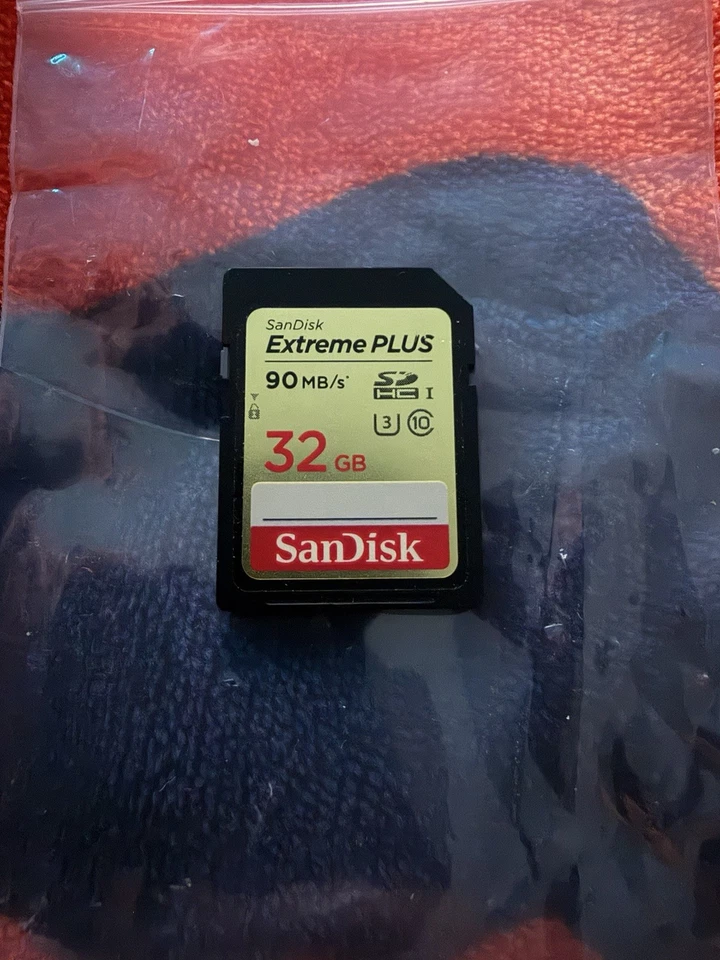 SanDisk
Extreme PLUS
90 MB/s*
SD
HC I
3 10
32 GB
SanDisk